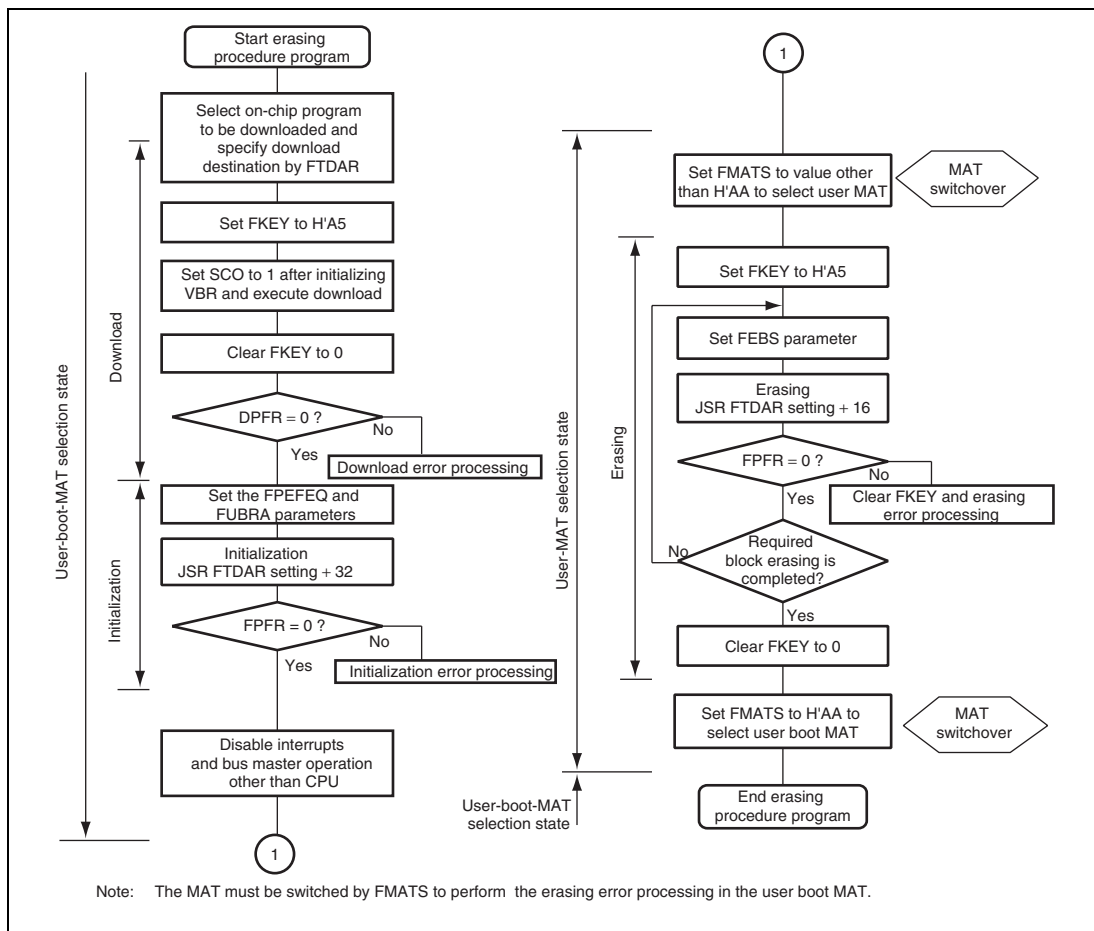 Start erasing
procedure program
Select on-chip program
to be downloaded and
specify download
destination by FTDAR
Set FKEY to H'A5
Set SCO to 1 after initializing
VBR and execute download
Clear FKEY to 0
DPFR = 0 ?
No
Yes
Download error processing
Set the FPEFEQ and
FUBRA parameters
Initialization
JSR FTDAR setting + 32
FPFR = 0 ?
No
Yes
Initialization error processing
Disable interrupts
and bus master operation
other than CPU
1
User-boot-MAT selection state
Download
Initialization
1
Set FMATS to value other
than H'AA to select user MAT
MAT
switchover
Set FKEY to H'A5
Set FEBS parameter
Erasing
JSR FTDAR setting + 16
FPFR = 0 ?
No
Yes
Clear FKEY and erasing
error processing
Required
block erasing is
completed?
No
Yes
Clear FKEY to 0
Set FMATS to H'AA to
select user boot MAT
MAT
switchover
End erasing
procedure program
User-MAT selection state
Erasing
User-boot-MAT
selection state
Note: The MAT must be switched by FMATS to perform the erasing error processing in the user boot MAT.